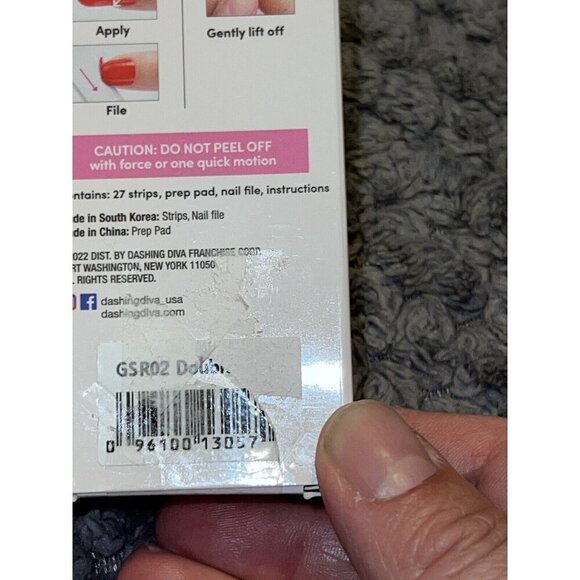 Apply
Gently lift off
File
CAUTION: DO NOT PEEL OFF
with force or one quick motion
ntains: 27 strips, prep pad, nail file, instructions
de in South Korea: Strips, Nail file
de in China: Prep Pad
022 DIST. BY DASHING DIVA FRANCHISE CORP.
RT WASHINGTON, NEW YORK 11050
. RIGHTS RESERVED.
dashingdiva_usa
dashingdiva.com
GSR02
0 96100 13057